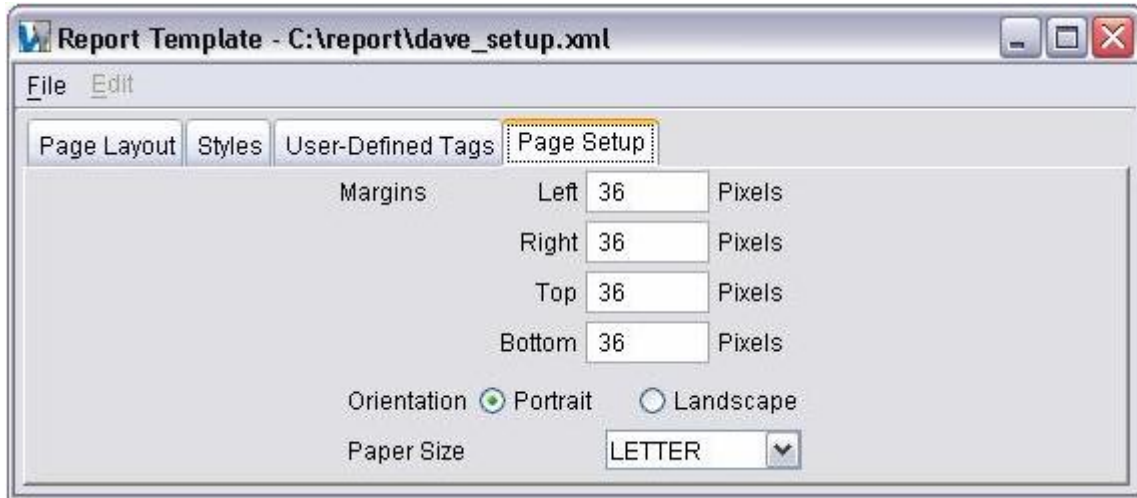 Report Template - C:\report\dave_setup.xml
File Edit
Page Layout Styles User-Defined Tags Page Setup
Margins Left 36 Pixels
Right 36 Pixels
Top 36 Pixels
Bottom 36 Pixels
Orientation Portrait Landscape
Paper Size LETTER